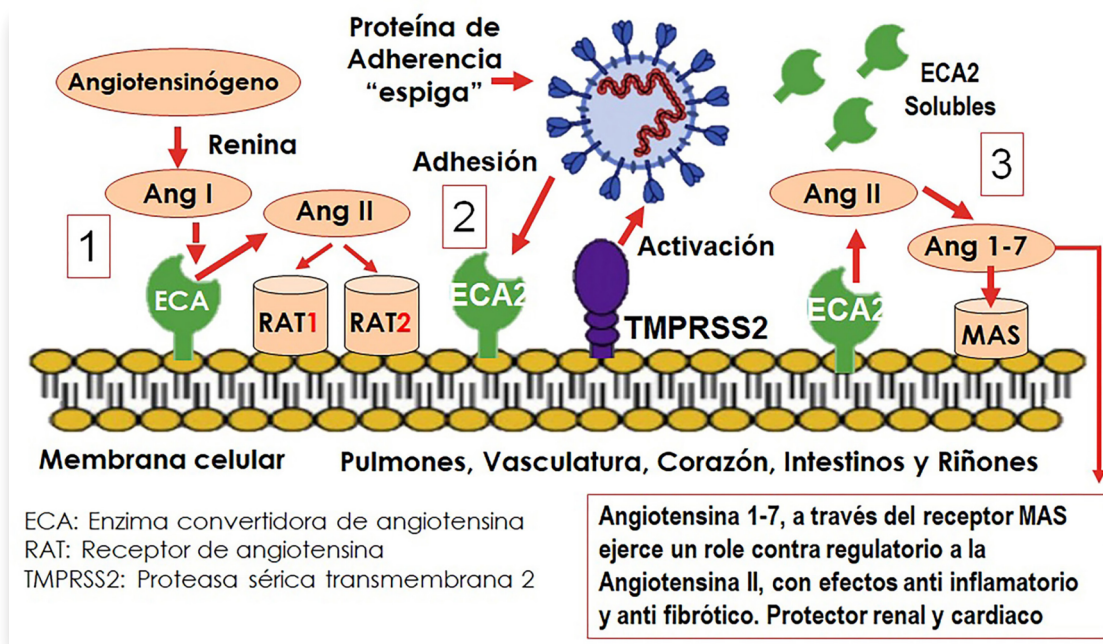 Angiotensinógeno
Renina
Ang I
1
ECA
Ang II
RAT1
RAT2
Proteína de
Adherencia
“espiga”
Adhesión
2
ECA2
Activación
TMPRSS2
ECA2
Solubles
3
Ang II
Ang 1-7
ECA2
MAS
Membrana celular
Pulmones, Vasculatura, Corazón, Intestinos y Riñones
ECA: Enzima convertidora de angiotensina
RAT: Receptor de angiotensina
TMPRSS2: Proteasa sérica transmembrana 2
Angiotensina 1-7, a través del receptor MAS
ejerce un role contra regulatorio a la
Angiotensina II, con efectos anti inflamatorio
y anti fibrótico. Protector renal y cardiaco